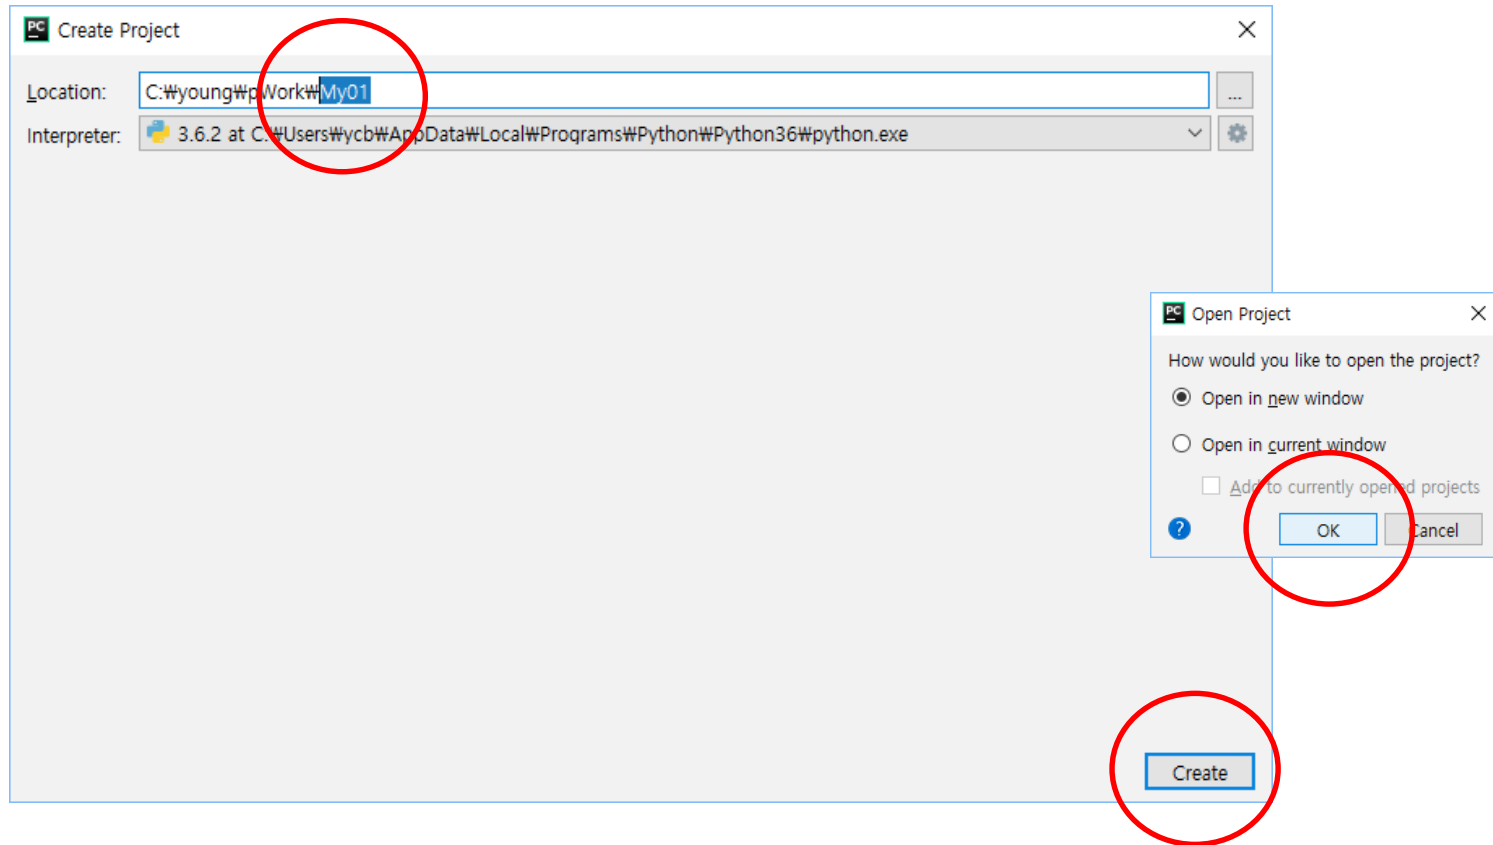 PC Create Project
Location: C:₩young₩pWork₩My01 ...
Interpreter: 3.6.2 at C:₩Users₩ycb₩AppData₩Local₩Programs₩Python₩Python36₩python.exe
PC Open Project
How would you like to open the project?
Open in new window
Open in current window
Add to currently opened projects
? OK Cancel
Create